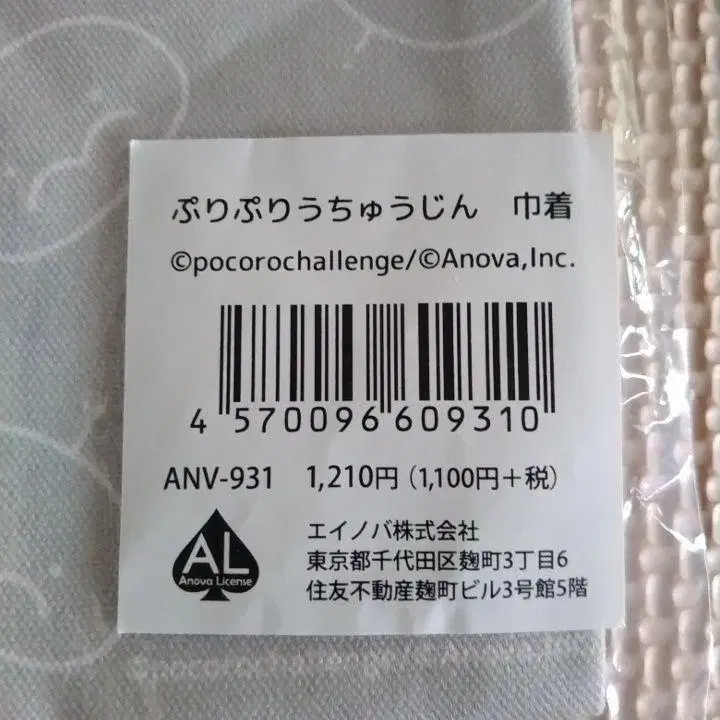 ぷりぷりうちゅうじん　巾着
©pocorochallenge/©Anova,Inc.
4 570096 609310
ANV-931　1,210円（1,100円＋税）
AL
Anova License
エイノバ株式会社
東京都千代田区麹町3丁目6
住友不動産麹町ビル3号館5階
©pocorochallenge/©Anova,Inc.